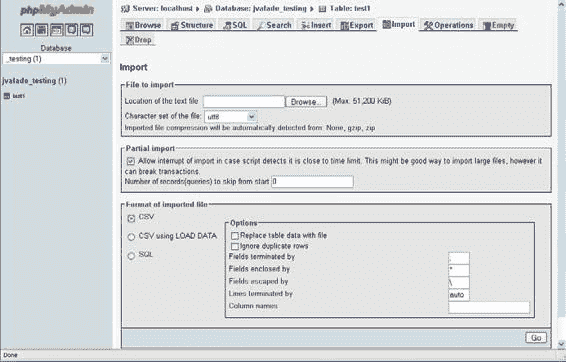 phpMyAdmin
Database
_testing (1)
jvalade_testing (1)
test1
Server: localhost ▸ Database: jvalade_testing ▸ Table: test1
Browse Structure SQL Search Insert Export Import Operations Empty
Drop
Import
File to import
Location of the text file Browse... (Max: 51,200 KiB)
Character set of the file: utf8
Imported file compression will be automatically detected from: None, gzip, zip
Partial import
Allow interrupt of import in case script detects it is close to time limit. This might be good way to import large files, however it
can break transactions.
Number of records(queries) to skip from start 0
Format of imported file
CSV
CSV using LOAD DATA
SQL
Options
Replace table data with file
Ignore duplicate rows
Fields terminated by
Fields enclosed by "
Fields escaped by \
Lines terminated by auto
Column names
Go
Done